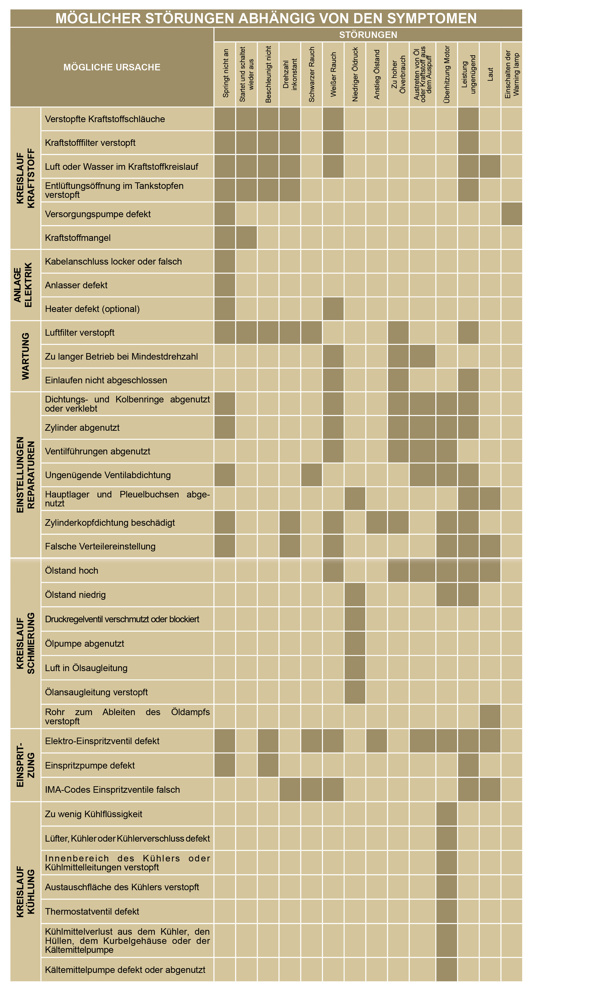 MÖGLICHER STÖRUNGEN ABHÄNGIG VON DEN SYMPTOMEN
MÖGLICHE URSACHE
STÖRUNGEN
Springt nicht an
Startet und schaltet
wieder aus
Beschleunigt nicht
Drehzahl
inkonstant
Schwarzer Rauch
Weißer Rauch
Niedriger Öldruck
Anstieg Ölstand
Zu hoher
Ölverbrauch
Austreten von Öl
oder Kraftstoff aus
dem Auspuff
Überhitzung Motor
Leistung
ungenügend
Laut
Einschalten der
Warning lamp
KREISLAUF
KRAFTSTOFF
Verstopfte Kraftstoffschläuche
Kraftstofffilter verstopft
Luft oder Wasser im Kraftstoffkreislauf
Entlüftungsöffnung im Tankstopfen
verstopft
Versorgungspumpe defekt
Kraftstoffmangel
ANLAGE
ELEKTRIK
Kabelanschluss locker oder falsch
Anlasser defekt
Heater defekt (optional)
WARTUNG
Luftfilter verstopft
Zu langer Betrieb bei Mindestdrehzahl
Einlaufen nicht abgeschlossen
EINSTELLUNGEN
REPARATUREN
Dichtungs- und Kolbenringe abgenutzt
oder verklebt
Zylinder abgenutzt
Ventilführungen abgenutzt
Ungenügende Ventilabdichtung
Hauptlager und Pleuelbuchsen abge-
nutzt
Zylinderkopfdichtung beschädigt
Falsche Verteilereinstellung
KREISLAUF
SCHMIERUNG
Ölstand hoch
Ölstand niedrig
Druckregelventil verschmutzt oder blockiert
Ölpumpe abgenutzt
Luft in Ölsaugleitung
Ölansaugleitung verstopft
Rohr zum Ableiten des Öldampfs
verstopft
EINSPRIT-
ZUNG
Elektro-Einspritzventil defekt
Einspritzpumpe defekt
IMA-Codes Einspritzventile falsch
KREISLAUF
KÜHLUNG
Zu wenig Kühlflüssigkeit
Lüfter, Kühler oder Kühlerverschluss defekt
Innenbereich des Kühlers oder
Kühlmittelleitungen verstopft
Austauschfläche des Kühlers verstopft
Thermostatventil defekt
Kühlmittelverlust aus dem Kühler, den
Hüllen, dem Kurbelgehäuse oder der
Kältemittelpumpe
Kältemittelpumpe defekt oder abgenutzt